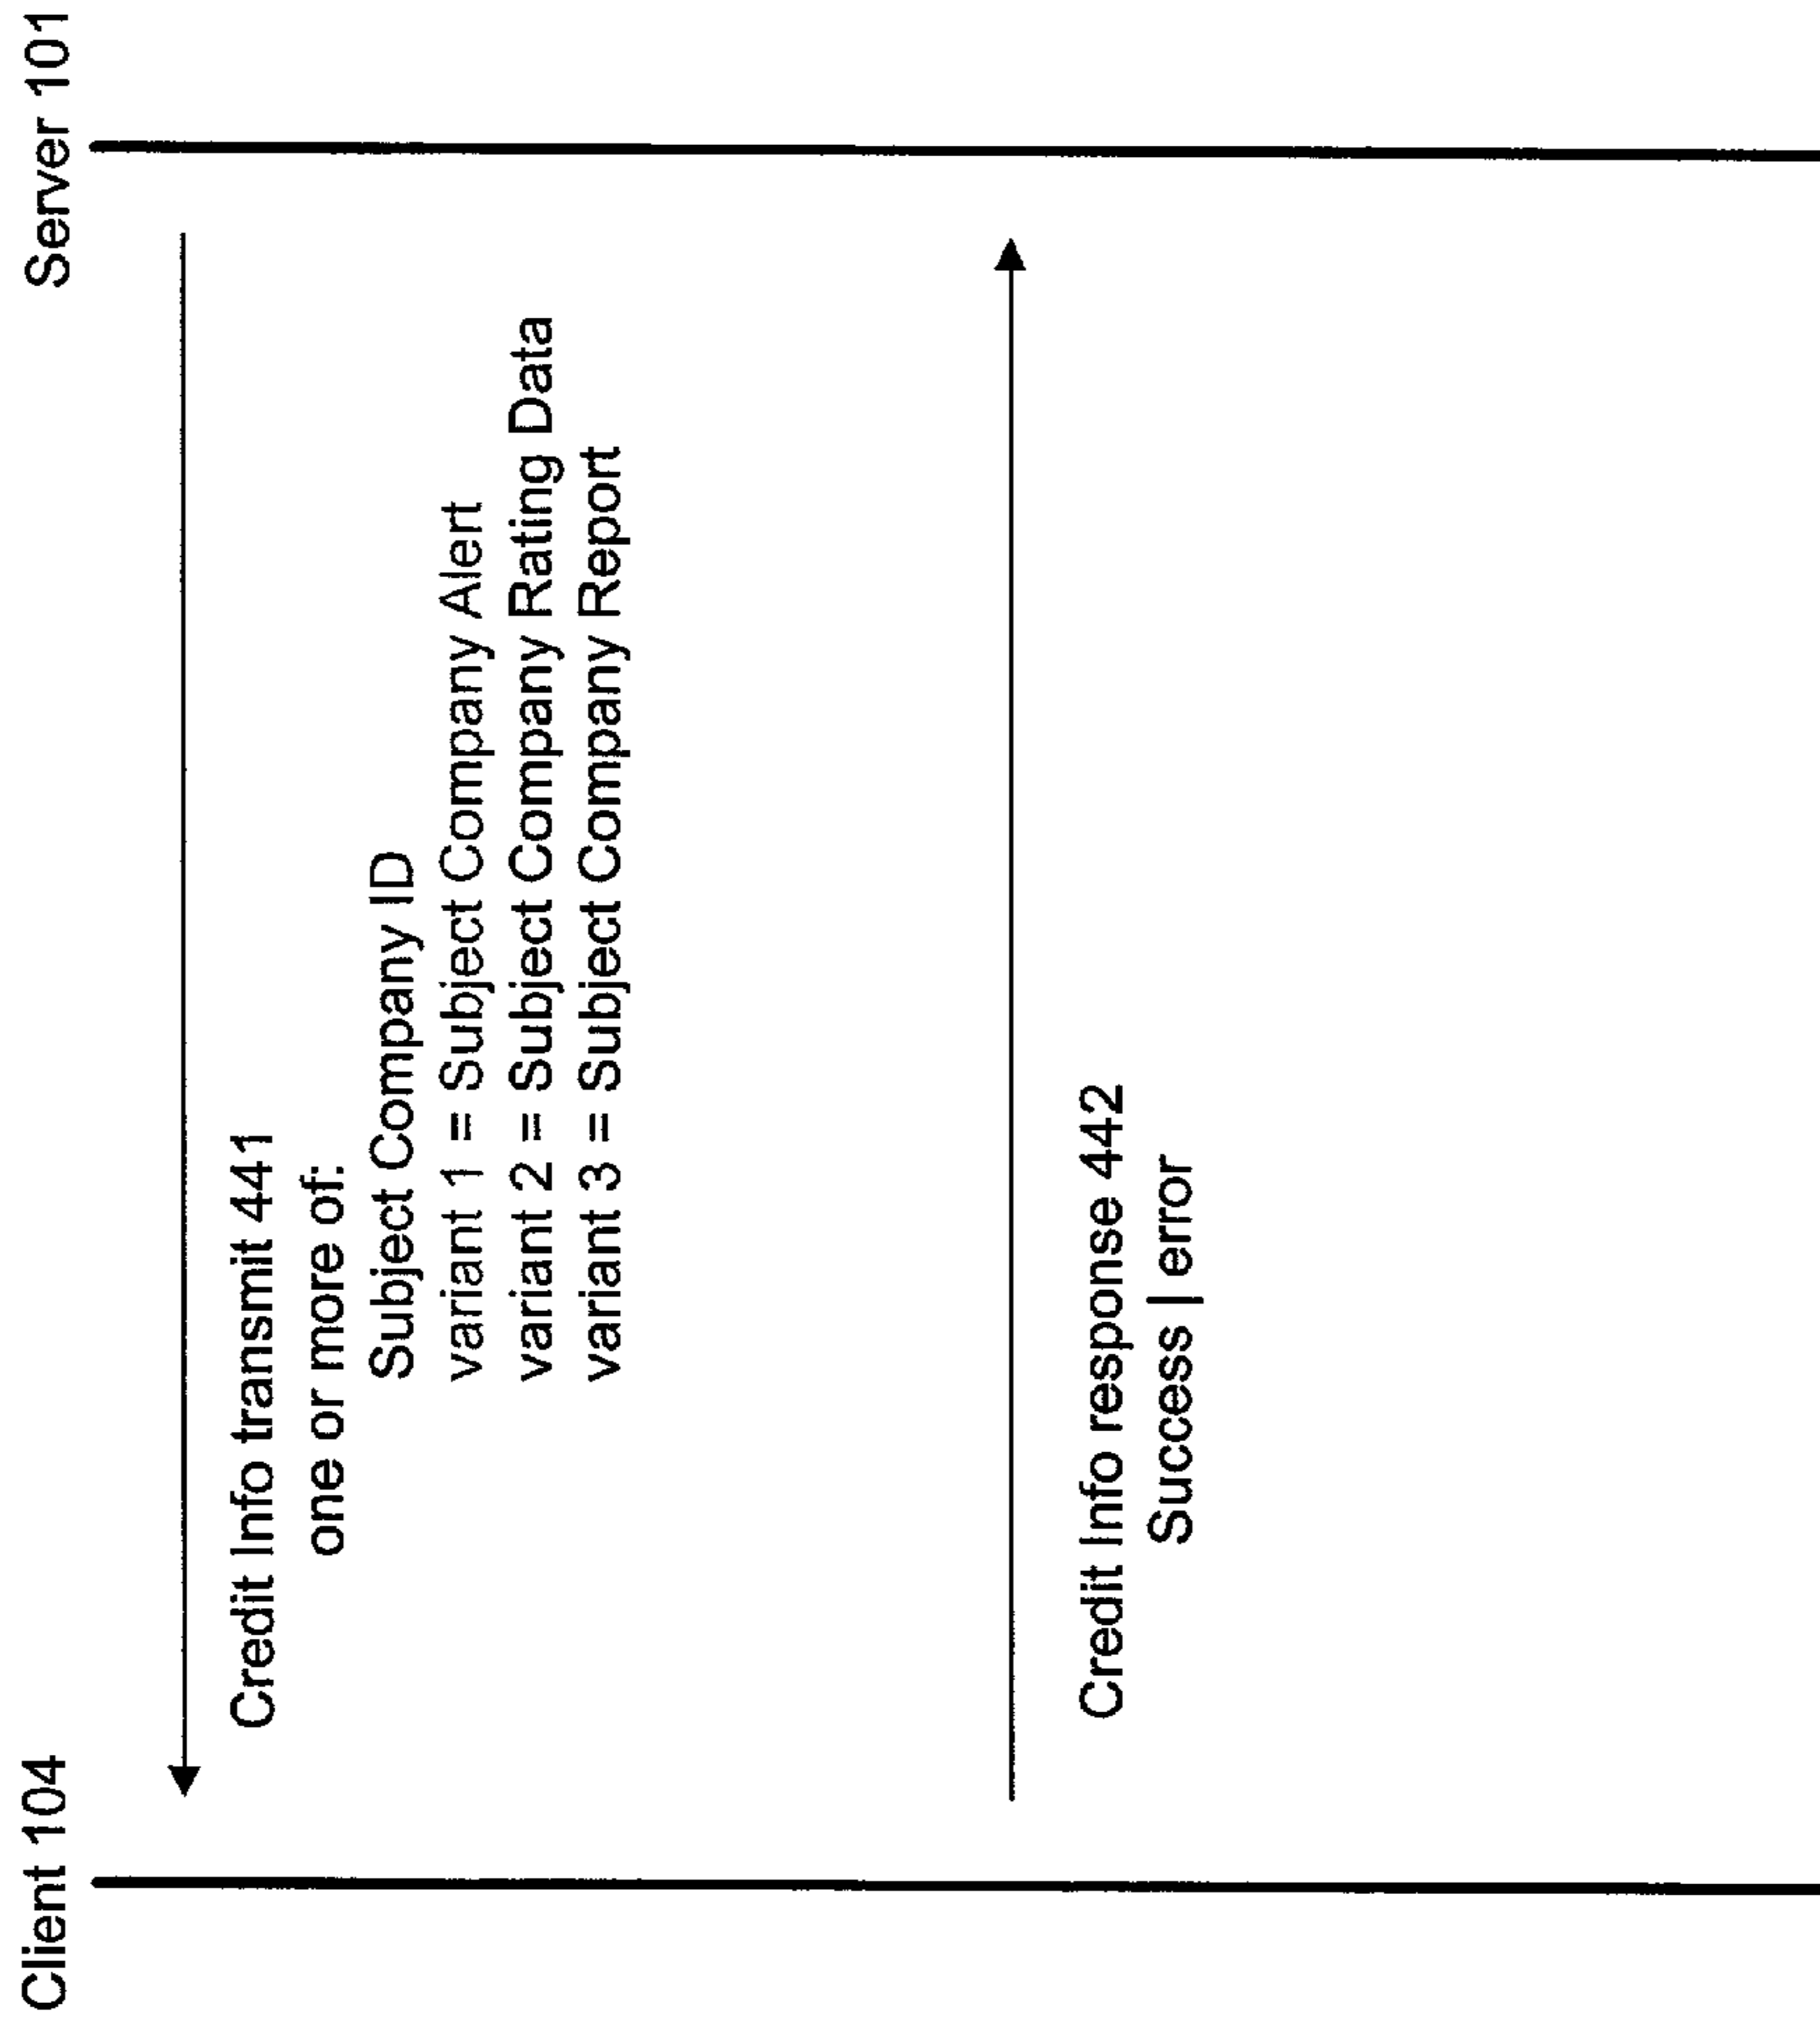 Client 104
Server 101
Credit Info transmit 441
one or more of:
Subject Company ID
variant 1 = Subject Company Alert
variant 2 = Subject Company Rating Data
variant 3 = Subject Company Report
Credit Info response 442
Success | error